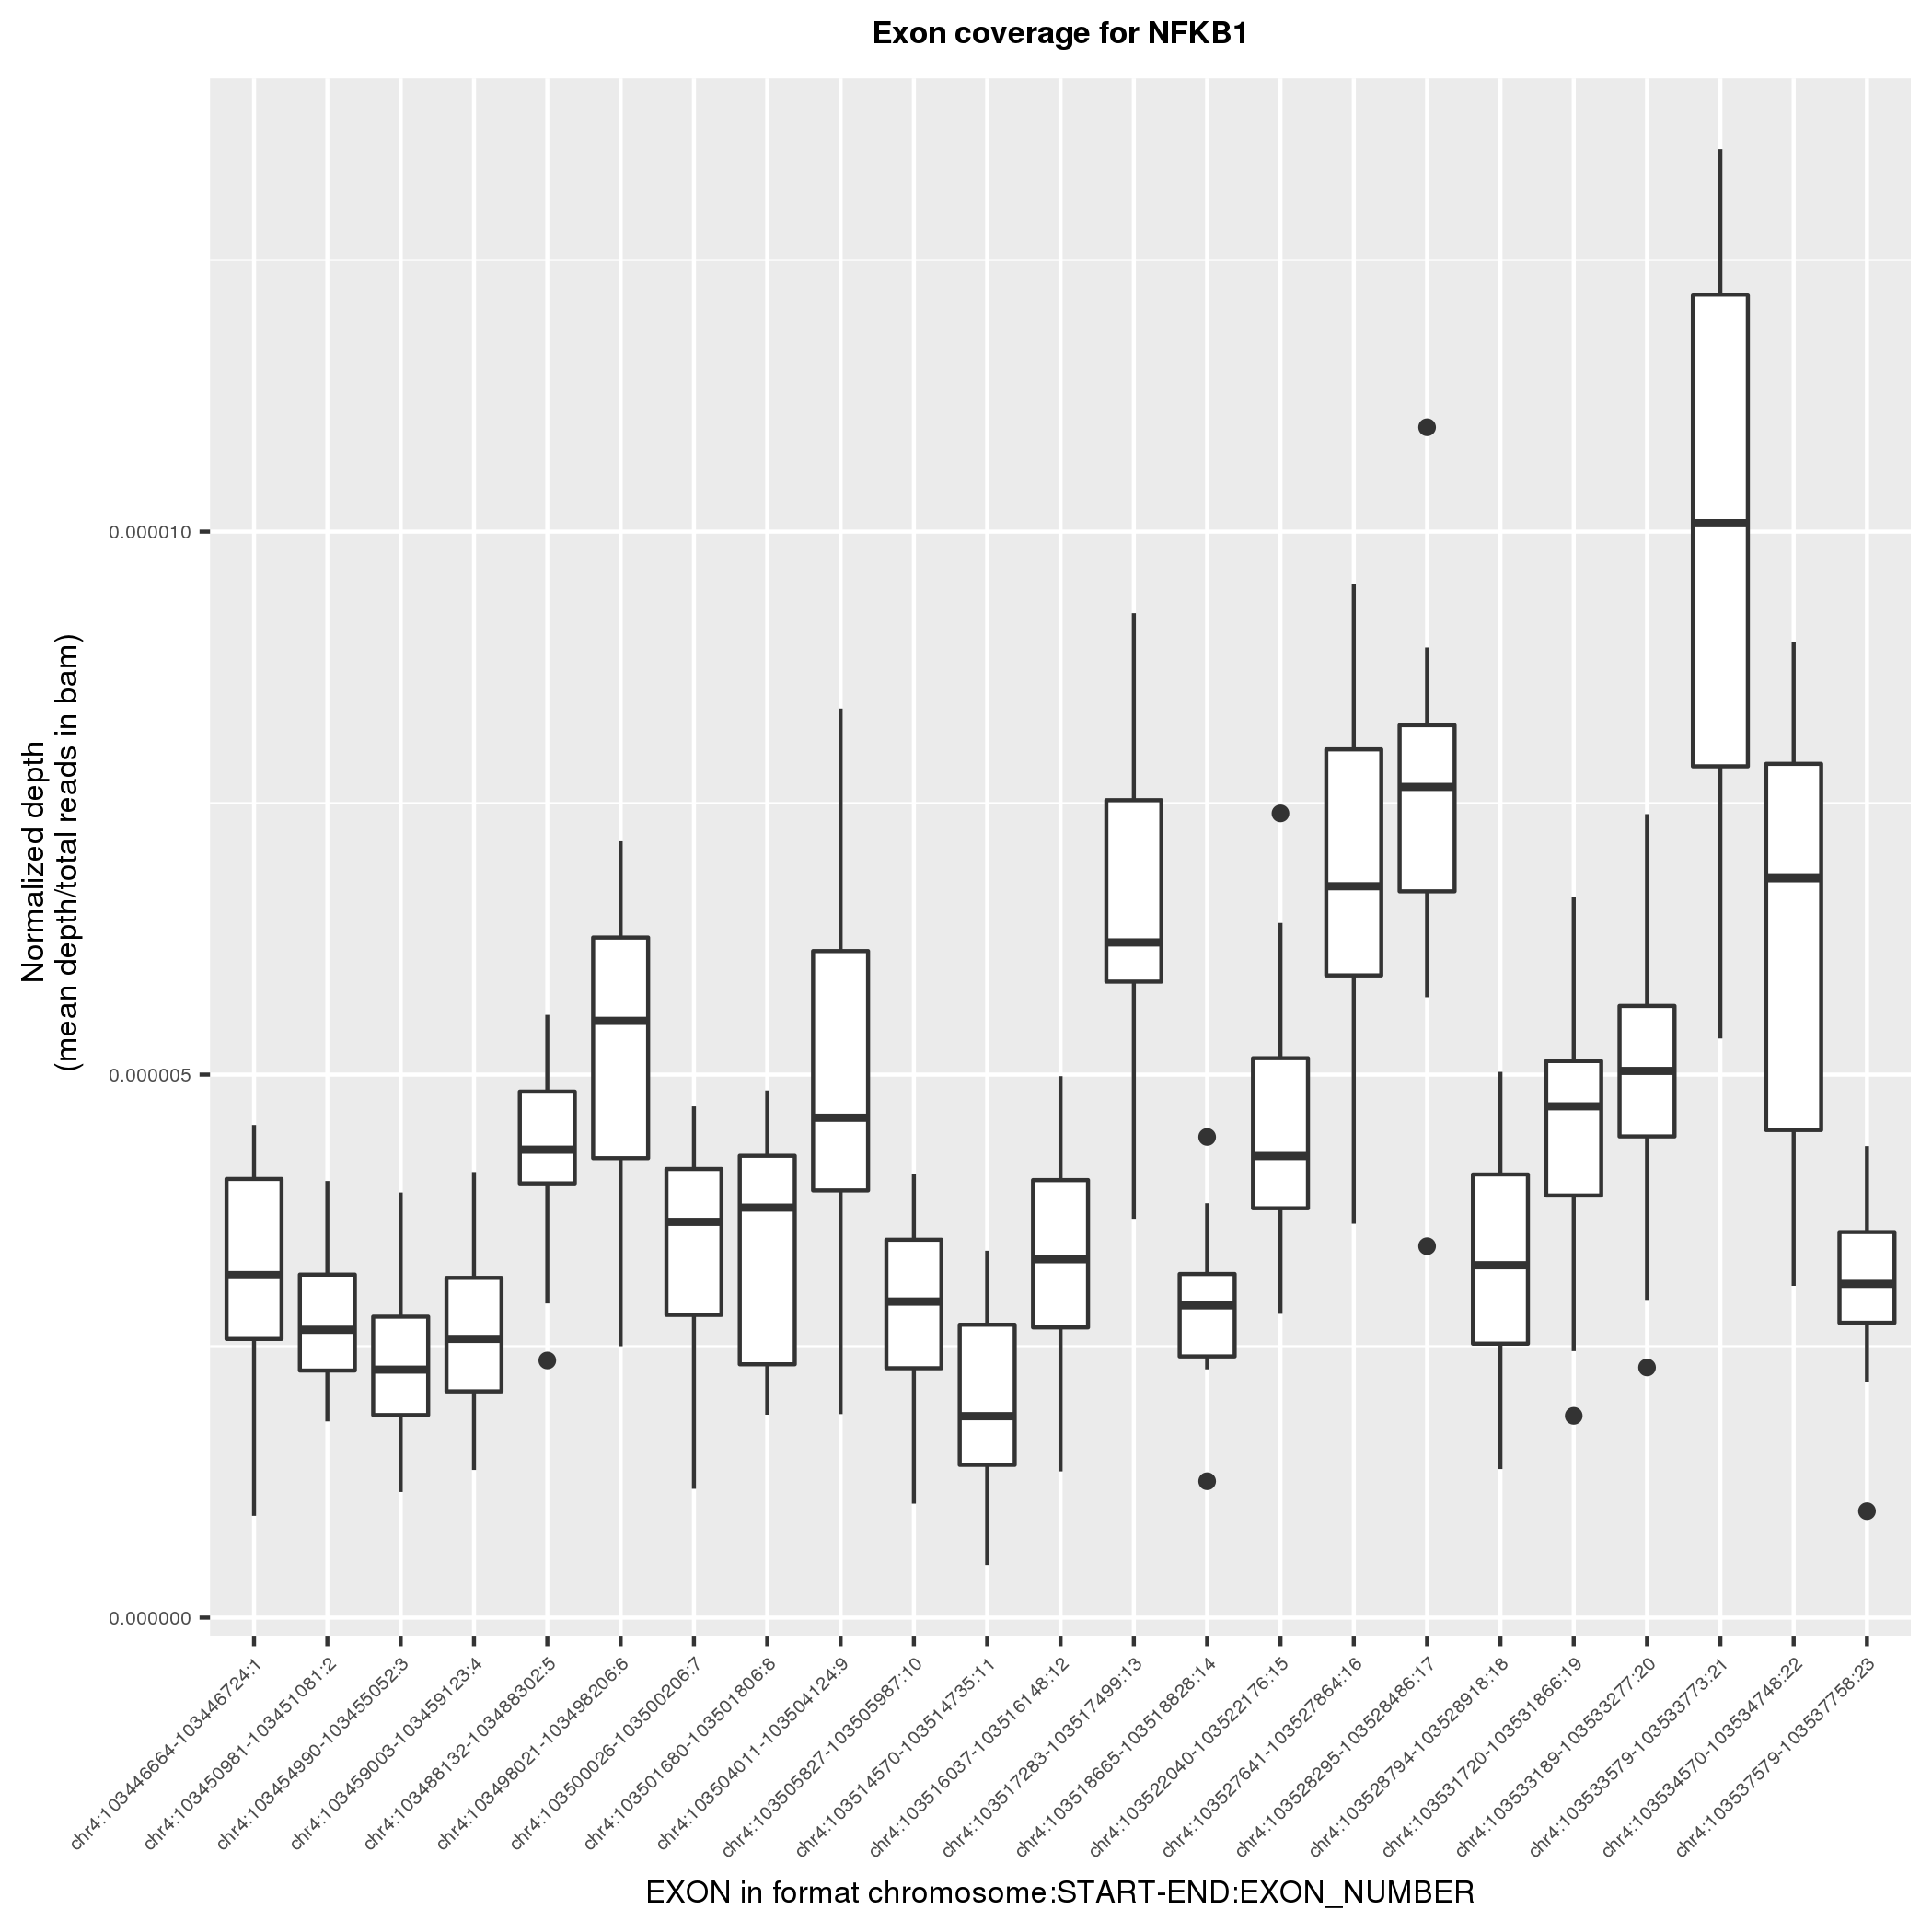 Exon coverage for NFKB1
Normalized depth
(mean depth/total reads in bam)
0.000010
0.000005
0.000000
chr4:103446664-103446724:1
chr4:103450981-103451081:2
chr4:103454990-103455052:3
chr4:103459003-103459123:4
chr4:103488132-103488302:5
chr4:103498021-103498206:6
chr4:103500026-103500206:7
chr4:103501680-103501806:8
chr4:103504011-103504124:9
chr4:103505827-103505987:10
chr4:103514570-103514735:11
chr4:103516037-103516148:12
chr4:103517283-103517499:13
chr4:103518665-103518828:14
chr4:103522040-103522176:15
chr4:103527761-103527864:16
chr4:103528295-103528486:17
chr4:103528794-103528918:18
chr4:103531720-103531866:19
chr4:103533189-103533277:20
chr4:103533579-103533773:21
chr4:103534570-103534748:22
chr4:103537579-103537758:23
EXON in format chromosome:START-END:EXON_NUMBER